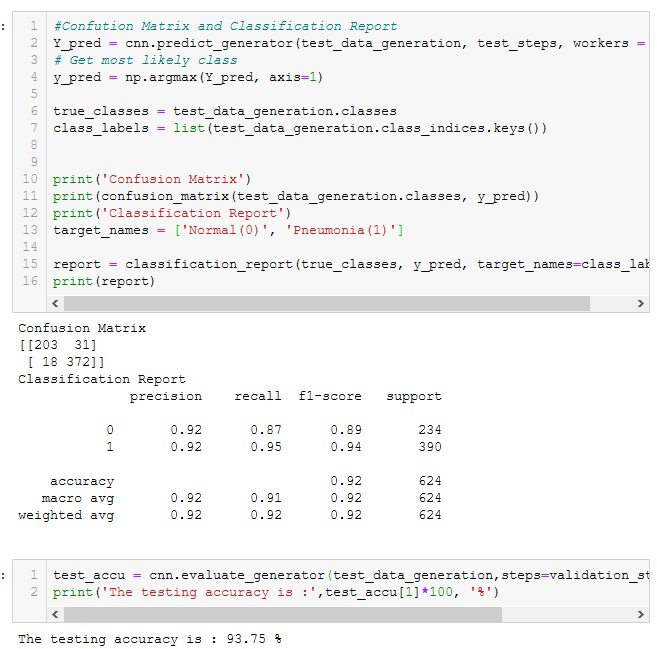 :
1 #Confution Matrix and Classification Report
2 Y_pred = cnn.predict_generator(test_data_generation, test_steps, workers =
3 # Get most likely class
4 y_pred = np.argmax(Y_pred, axis=1)
5
6 true_classes = test_data_generation.classes
7 class_labels = list(test_data_generation.class_indices.keys())
8
9
10 print('Confusion Matrix')
11 print(confusion_matrix(test_data_generation.classes, y_pred))
12 print('Classification Report')
13 target_names = ['Normal(0)', 'Pneumonia(1)']
14
15 report = classification_report(true_classes, y_pred, target_names=class_lab
16 print(report)
Confusion Matrix
[[203  31]
 [ 18 372]]
Classification Report
precision recall f1-score support
0 0.92 0.87 0.89 234
1 0.92 0.95 0.94 390
accuracy 0.92 624
macro avg 0.92 0.91 0.92 624
weighted avg 0.92 0.92 0.92 624
:
1 test_accu = cnn.evaluate_generator(test_data_generation,steps=validation_st
2 print('The testing accuracy is :',test_accu[1]*100, '%')
The testing accuracy is : 93.75 %